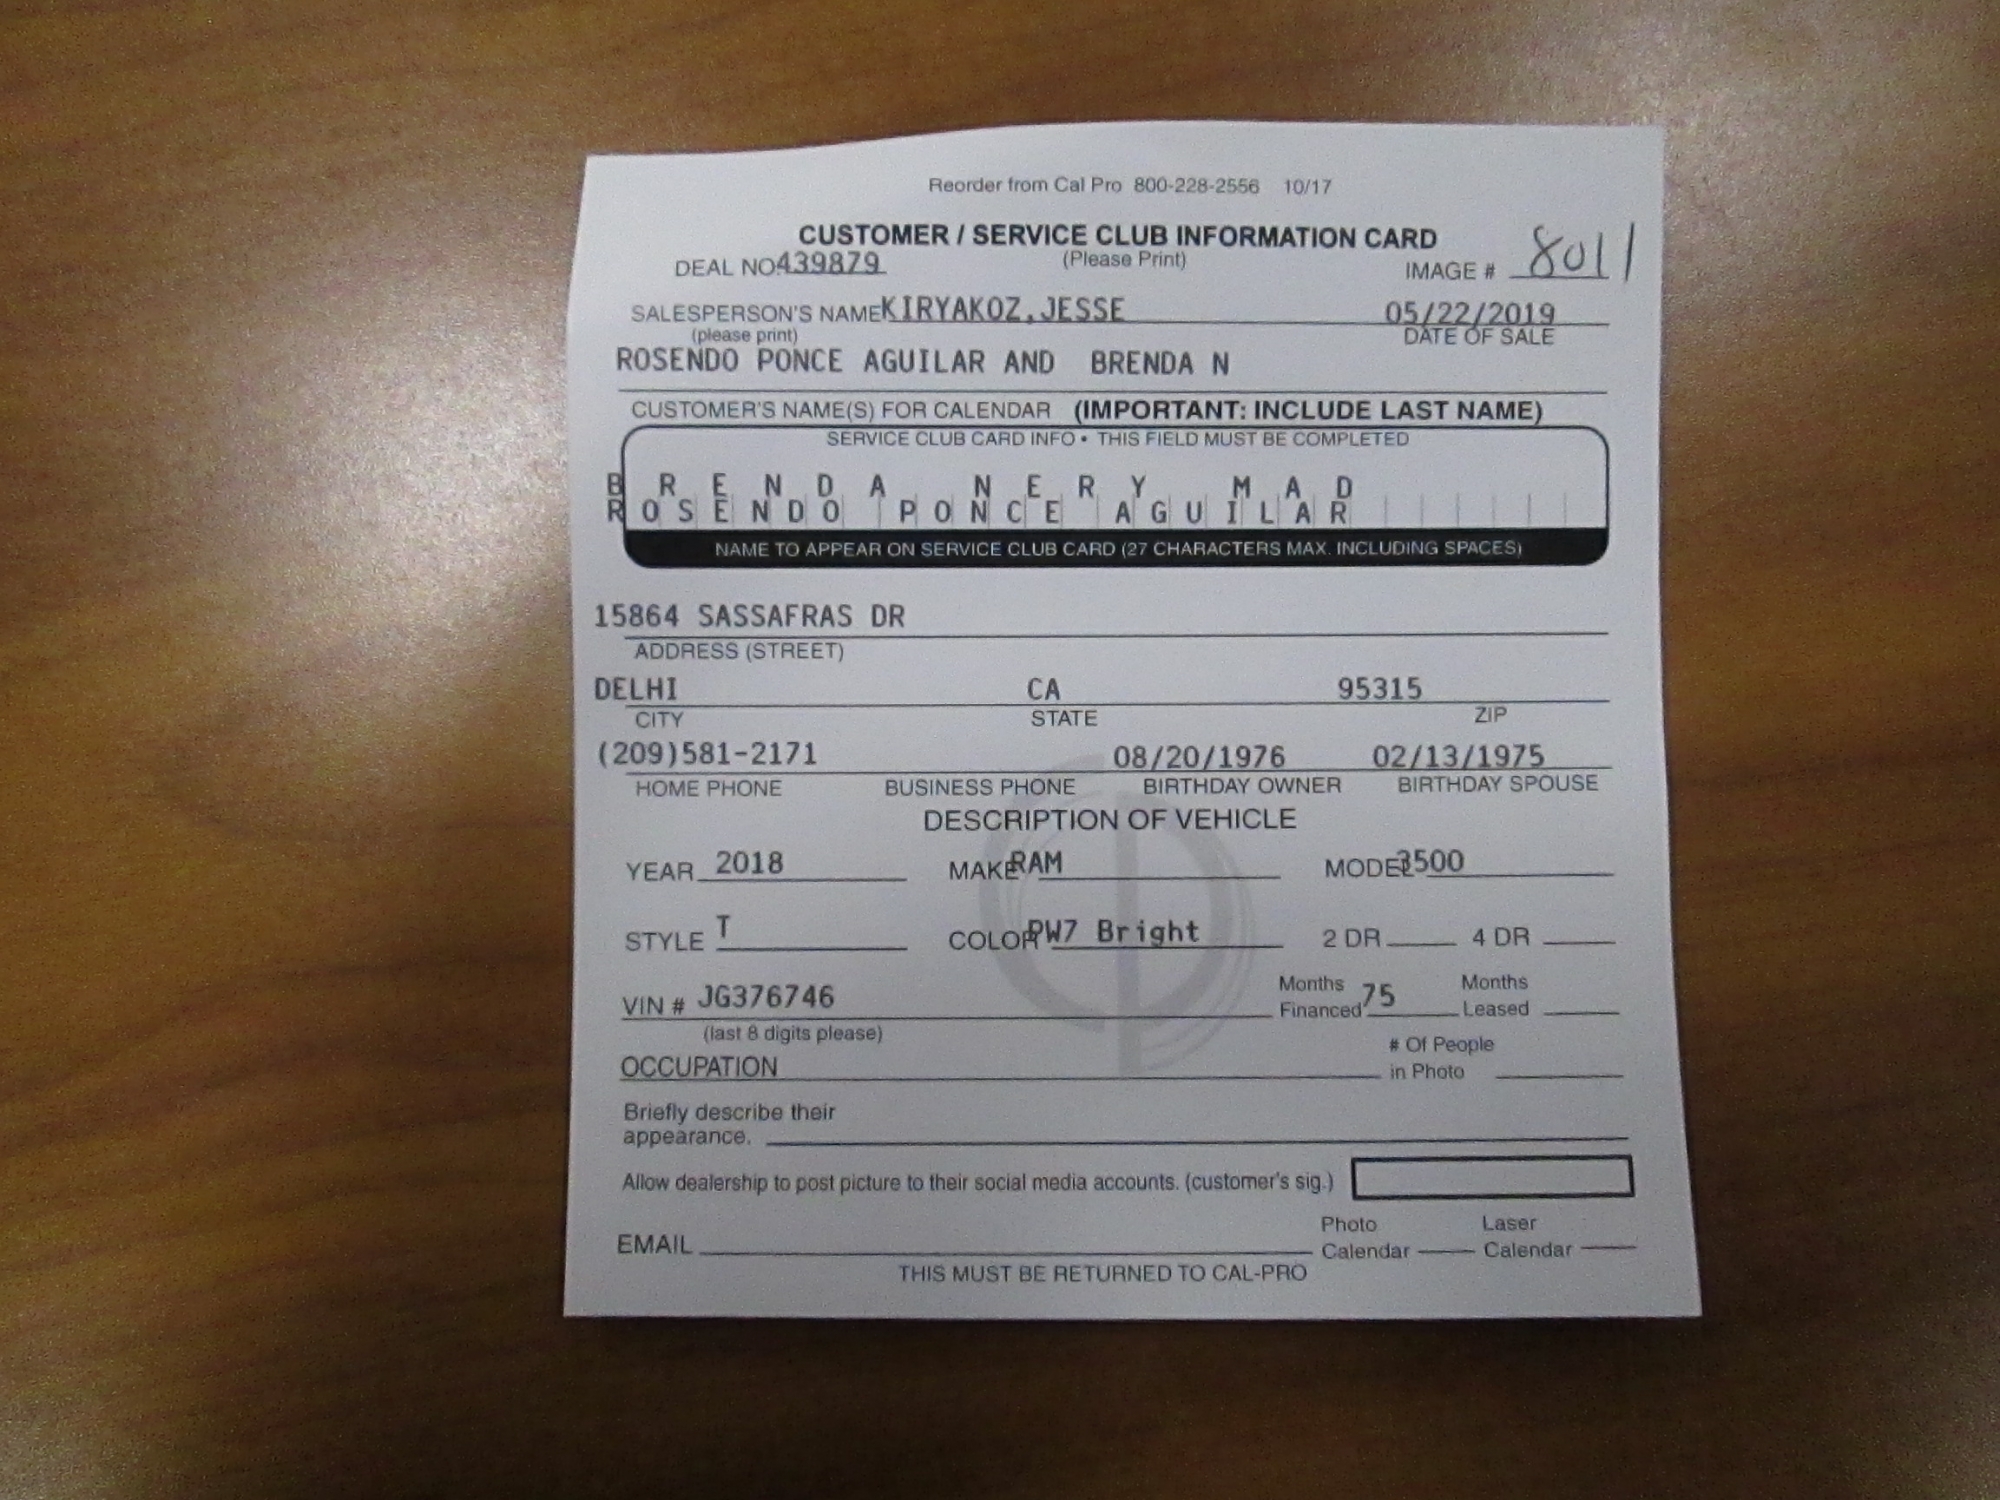 Reorder from Cal Pro 800-228-2556 10/17
CUSTOMER / SERVICE CLUB INFORMATION CARD
DEAL NO 439879 (Please Print) IMAGE # 8011
SALESPERSON'S NAME KIRYAKOZ,JESSE 05/22/2019
(please print) DATE OF SALE
ROSENDO PONCE AGUILAR AND BRENDA N
CUSTOMER'S NAME(S) FOR CALENDAR (IMPORTANT: INCLUDE LAST NAME)
SERVICE CLUB CARD INFO • THIS FIELD MUST BE COMPLETED
BRENDA NERY MAD
ROSENDO PONCE AGUILAR
NAME TO APPEAR ON SERVICE CLUB CARD (27 CHARACTERS MAX. INCLUDING SPACES)
15864 SASSAFRAS DR
ADDRESS (STREET)
DELHI CA 95315
CITY STATE ZIP
(209)581-2171 08/20/1976 02/13/1975
HOME PHONE BUSINESS PHONE BIRTHDAY OWNER BIRTHDAY SPOUSE
DESCRIPTION OF VEHICLE
YEAR 2018 MAKE RAM MODEL 3500
STYLE T COLOR PW7 Bright 2 DR 4 DR
VIN # JG376746 Months Financed 75 Months Leased
(last 8 digits please)
OCCUPATION # Of People in Photo
Briefly describe their
appearance.
Allow dealership to post picture to their social media accounts. (customer's sig.)
EMAIL Photo Calendar Laser Calendar
THIS MUST BE RETURNED TO CAL-PRO